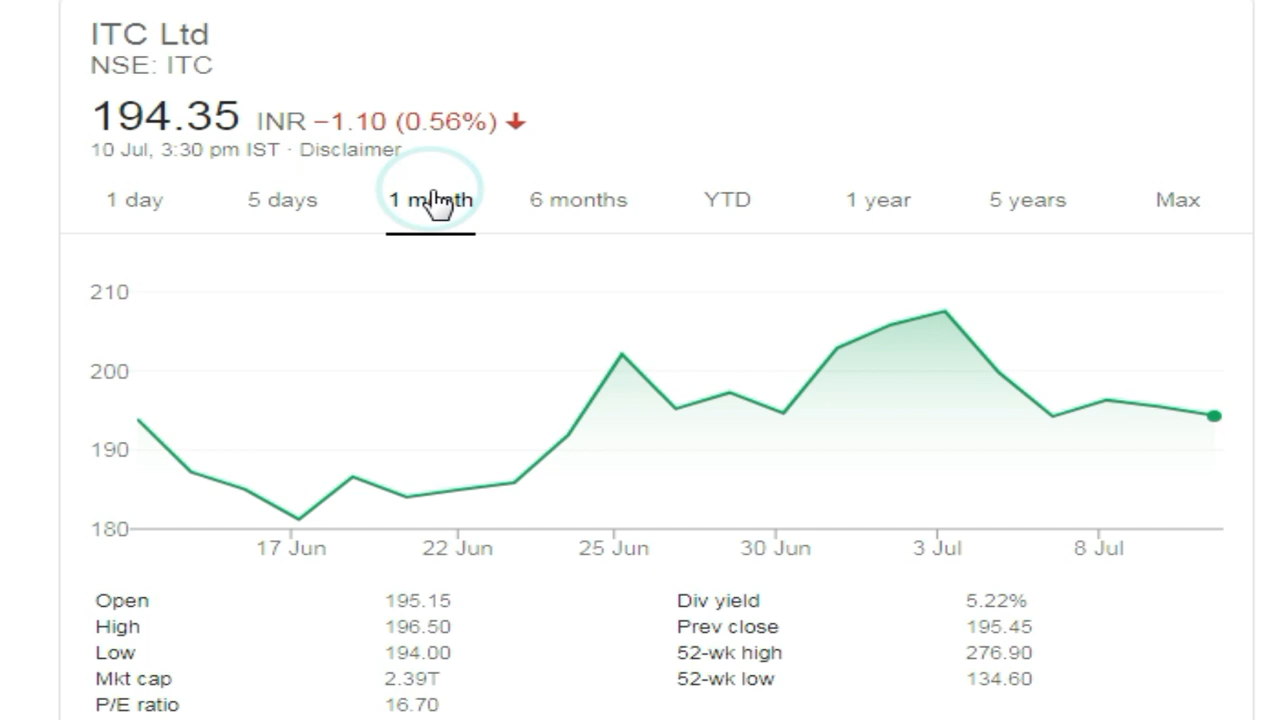 ITC Ltd
NSE: ITC
194.35 INR −1.10 (0.56%) ↓
10 Jul, 3:30 pm IST · Disclaimer
1 day 5 days 1 month 6 months YTD 1 year 5 years Max
210
200
190
180
17 Jun 22 Jun 25 Jun 30 Jun 3 Jul 8 Jul
Open 195.15 Div yield 5.22%
High 196.50 Prev close 195.45
Low 194.00 52-wk high 276.90
Mkt cap 2.39T 52-wk low 134.60
P/E ratio 16.70